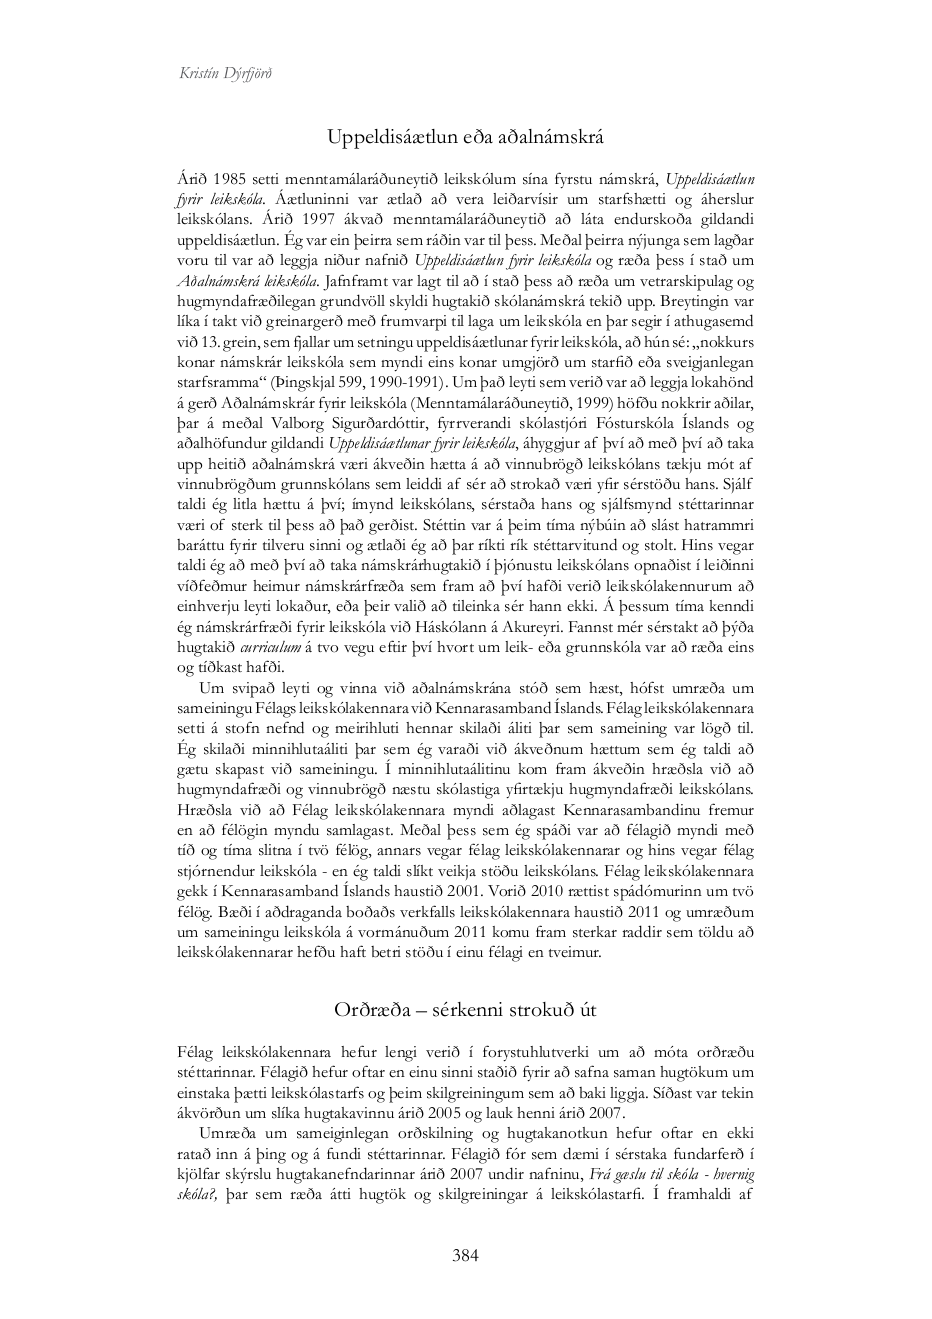 Kristín Dýrfjörð
Uppeldisáætlun eða aðalnámskrá
Árið 1985 setti menntamálaráðuneytið leikskólum sína fyrstu námskrá, Uppeldisáætlun
fyrir leikskóla. Áætluninni var ætlað að vera leiðarvísir um starfshætti og áherslur
leikskólans. Árið 1997 ákvað menntamálaráðuneytið að láta endurskoða gildandi
uppeldisáætlun. Ég var ein þeirra sem ráðin var til þess. Meðal þeirra nýjunga sem lagðar
voru til var að leggja niður nafnið Uppeldisáætlun fyrir leikskóla og ræða þess í stað um
Aðalnámskrá leikskóla. Jafnframt var lagt til að í stað þess að ræða um vetrarskipulag og
hugmyndafræðilegan grundvöll skyldi hugtakið skólanámskrá tekið upp. Breytingin var
líka í takt við greinargerð með frumvarpi til laga um leikskóla en þar segir í athugasemd
við 13. grein, sem fjallar um setningu uppeldisáætlunar fyrir leikskóla, að hún sé: „nokkurs
konar námskrár leikskóla sem myndi eins konar umgjörð um starfið eða sveigjanlegan
starfsramma“ (Þingskjal 599, 1990-1991). Um það leyti sem verið var að leggja lokahönd
á gerð Aðalnámskrár fyrir leikskóla (Menntamálaráðuneytið, 1999) höfðu nokkrir aðilar,
þar á meðal Valborg Sigurðardóttir, fyrrverandi skólastjóri Fósturskóla Íslands og
aðalhöfundur gildandi Uppeldisáætlunar fyrir leikskóla, áhyggjur af því að með því að taka
upp heitið aðalnámskrá væri ákveðin hætta á að vinnubrögð leikskólans tækju mót af
vinnubrögðum grunnskólans sem leiddi af sér að strokað væri yfir sérstöðu hans. Sjálf
taldi ég litla hættu á því; ímynd leikskólans, sérstaða hans og sjálfsmynd stéttarinnar
væri of sterk til þess að það gerðist. Stéttin var á þeim tíma nýbúin að slást hatrammri
baráttu fyrir tilveru sinni og ætlaði ég að þar ríkti rík stéttarvitund og stolt. Hins vegar
taldi ég að með því að taka námskrárhugtakið í þjónustu leikskólans opnaðist í leiðinni
víðfeðmur heimur námskrárfræða sem fram að því hafði verið leikskólakennurum að
einhverju leyti lokaður, eða þeir valið að tileinka sér hann ekki. Á þessum tíma kenndi
ég námskrárfræði fyrir leikskóla við Háskólann á Akureyri. Fannst mér sérstakt að þýða
hugtakið curriculum á tvo vegu eftir því hvort um leik- eða grunnskóla var að ræða eins
og tíðkast hafði.
Um svipað leyti og vinna við aðalnámskrána stóð sem hæst, hófst umræða um
sameiningu Félags leikskólakennara við Kennarasamband Íslands. Félag leikskólakennara
setti á stofn nefnd og meirihluti hennar skilaði áliti þar sem sameining var lögð til.
Ég skilaði minnihlutaáliti þar sem ég varaði við ákveðnum hættum sem ég taldi að
gætu skapast við sameiningu. Í minnihlutaálitinu kom fram ákveðin hræðsla við að
hugmyndafræði og vinnubrögð næstu skólastiga yfirtækju hugmyndafræði leikskólans.
Hræðsla við að Félag leikskólakennara myndi aðlagast Kennarasambandinu fremur
en að félögin myndu samlagast. Meðal þess sem ég spáði var að félagið myndi með
tíð og tíma slitna í tvö félög, annars vegar félag leikskólakennarar og hins vegar félag
stjórnendur leikskóla - en ég taldi slíkt veikja stöðu leikskólans. Félag leikskólakennara
gekk í Kennarasamband Íslands haustið 2001. Vorið 2010 rættist spádómurinn um tvö
félög. Bæði í aðdraganda boðaðs verkfalls leikskólakennara haustið 2011 og umræðum
um sameiningu leikskóla á vormánuðum 2011 komu fram sterkar raddir sem töldu að
leikskólakennarar hefðu haft betri stöðu í einu félagi en tveimur.
Orðræða – sérkenni strokuð út
Félag leikskólakennara hefur lengi verið í forystuhlutverki um að móta orðræðu
stéttarinnar. Félagið hefur oftar en einu sinni staðið fyrir að safna saman hugtökum um
einstaka þætti leikskólastarfs og þeim skilgreiningum sem að baki liggja. Síðast var tekin
ákvörðun um slíka hugtakavinnu árið 2005 og lauk henni árið 2007.
Umræða um sameiginlegan orðskilning og hugtakanotkun hefur oftar en ekki
ratað inn á þing og á fundi stéttarinnar. Félagið fór sem dæmi í sérstaka fundarferð í
kjölfar skýrslu hugtakanefndarinnar árið 2007 undir nafninu, Frá gæslu til skóla - hvernig
skóla?, þar sem ræða átti hugtök og skilgreiningar á leikskólastarfi. Í framhaldi af
384